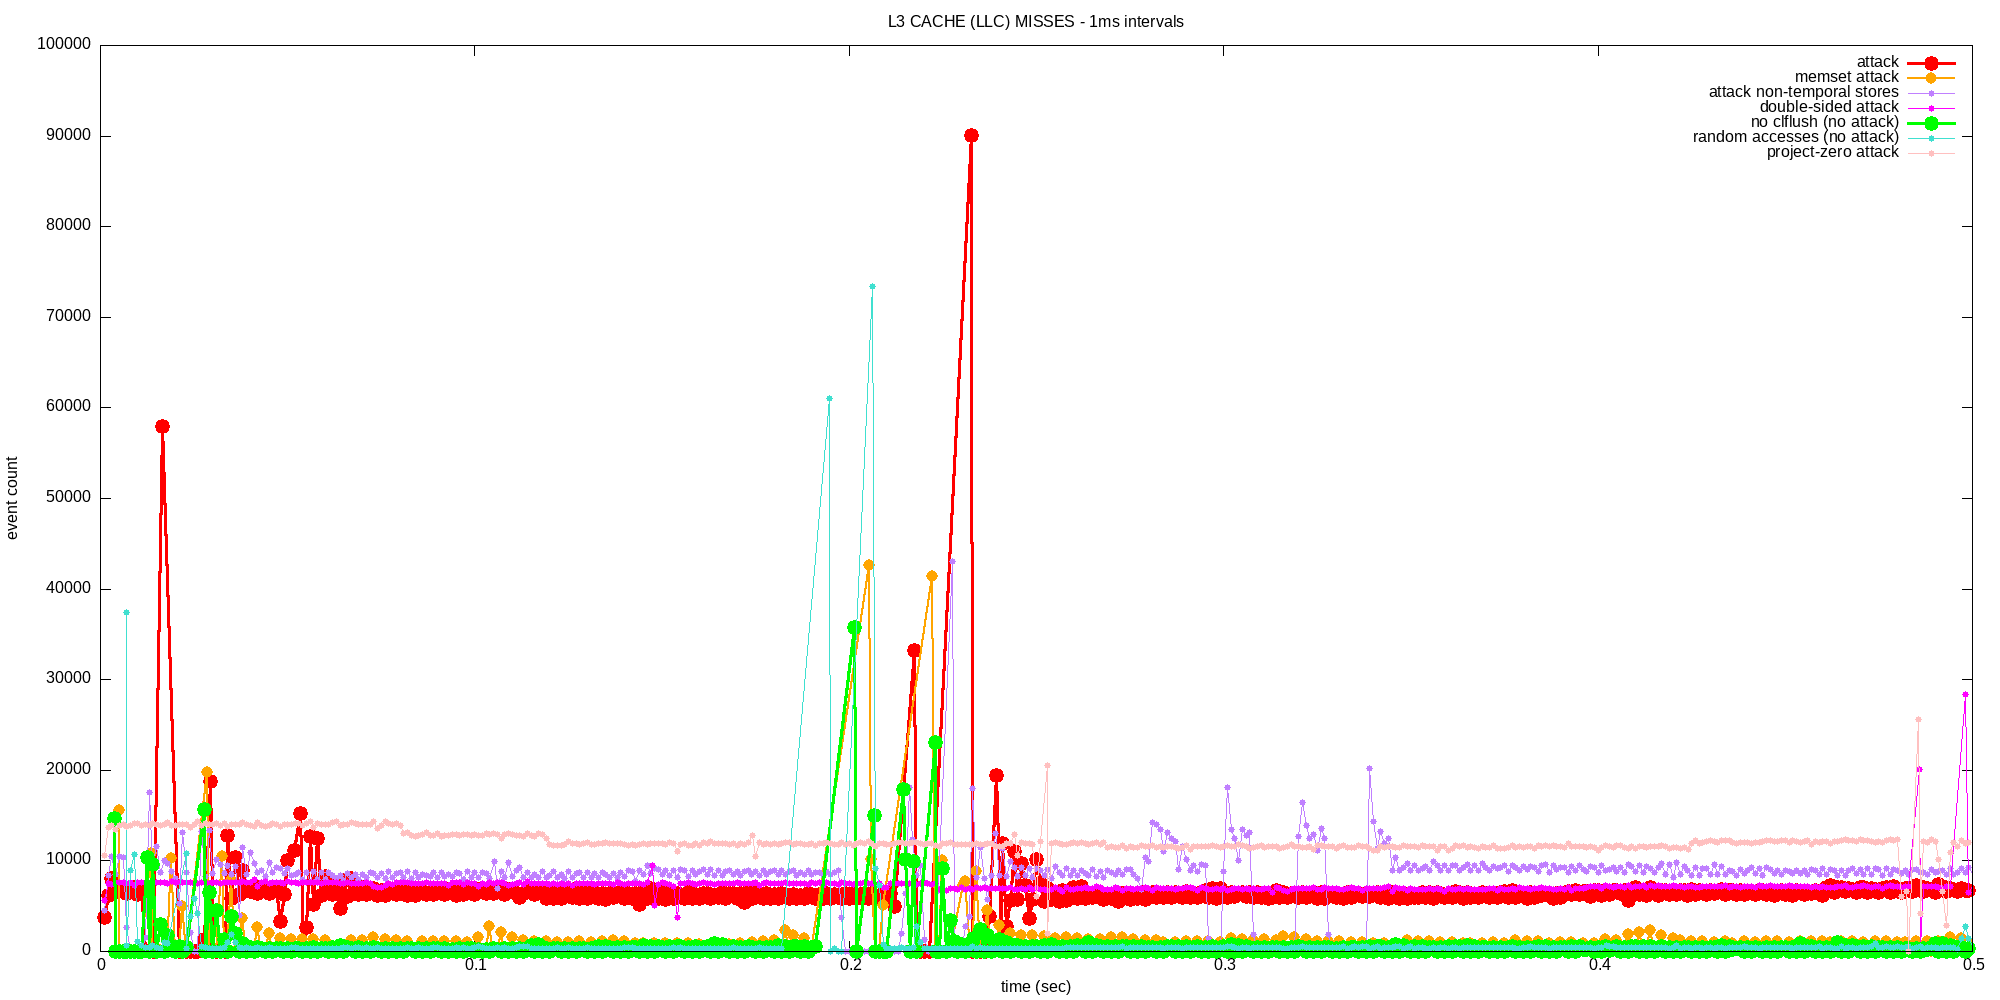 L3 CACHE (LLC) MISSES - 1ms intervals
100000
90000
80000
70000
60000
50000
40000
30000
20000
10000
0
event count
attack
memset attack
attack non-temporal stores
double-sided attack
no clflush (no attack)
random accesses (no attack)
project-zero attack
0
0.1
0.2
0.3
0.4
0.5
time (sec)